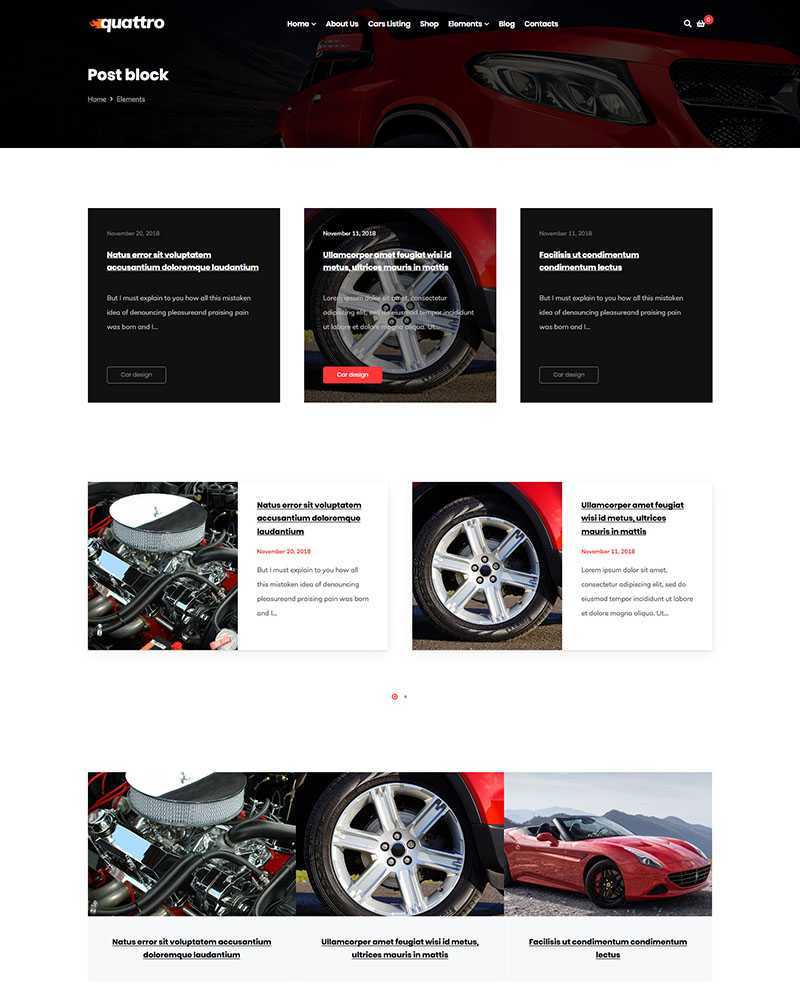 quattro
Home About Us Cars Listing Shop Elements Blog Contacts
0
Post block
Home Elements
November 20, 2018
Natus error sit voluptatem
accusantium doloremque laudantium
But I must explain to you how all this mistaken
idea of denouncing pleasureand praising pain
was born and I...
Car design
November 11, 2018
Ullamcorper amet feugiat wisi id
metus, ultrices mauris in mattis
Lorem ipsum dolor sit amet, consectetur
adipiscing elit, sed do eiusmod tempor incididunt
ut labore et dolore magna aliqua. Ut...
Car design
November 11, 2018
Facilisis ut condimentum
condimentum lectus
But I must explain to you how all this mistaken
idea of denouncing pleasureand praising pain
was born and I...
Car design
Natus error sit voluptatem
accusantium doloremque
laudantium
November 20, 2018
But I must explain to you how all
this mistaken idea of denouncing
pleasureand praising pain was born
and I...
Ullamcorper amet feugiat
wisi id metus, ultrices
mauris in mattis
November 11, 2018
Lorem ipsum dolor sit amet,
consectetur adipiscing elit, sed do
eiusmod tempor incididunt ut labore
et dolore magna aliqua. Ut...
Natus error sit voluptatem accusantium
doloremque laudantium
Ullamcorper amet feugiat wisi id metus,
ultrices mauris in mattis
Facilisis ut condimentum condimentum
lectus